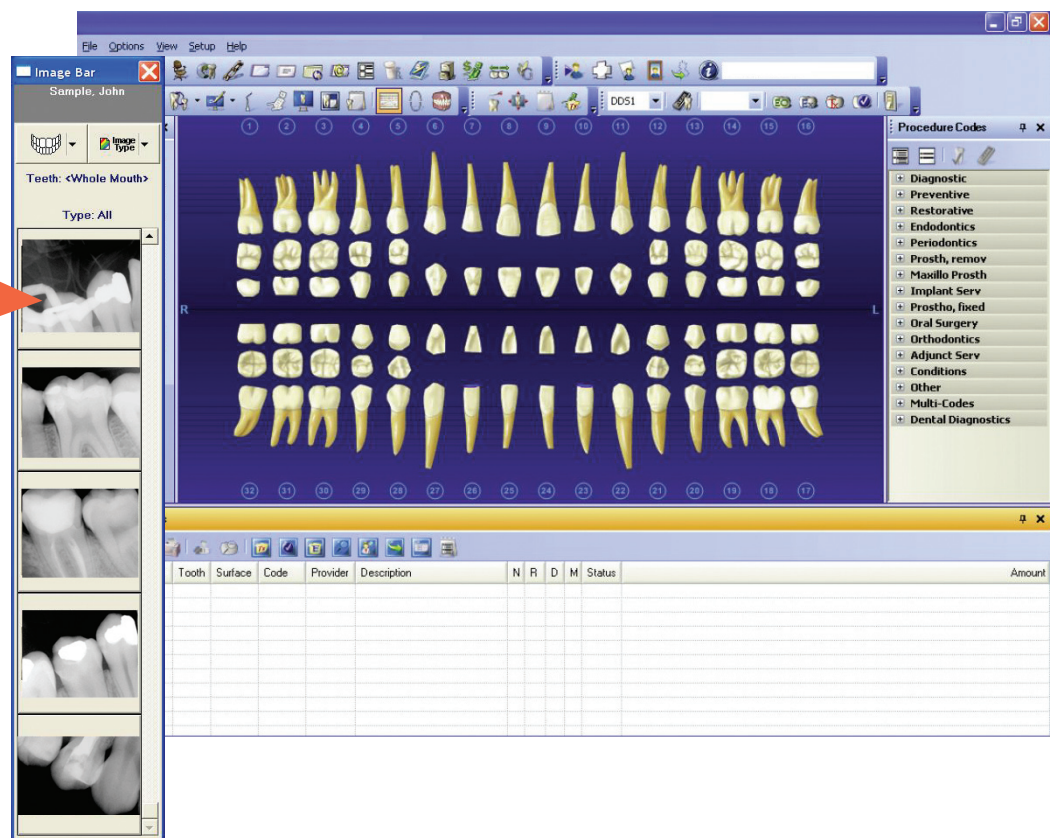 File Options View Setup Help
Image Bar
Sample, John
Image Type
Teeth: <Whole Mouth>
Type: All
DDS1
1 2 3 4 5 6 7 8 9 10 11 12 13 14 15 16
R L
32 31 30 29 28 27 26 25 24 23 22 21 20 19 18 17
Procedure Codes
Diagnostic
Preventive
Restorative
Endodontics
Periodontics
Prosth, remov
Maxillo Prosth
Implant Serv
Prostho, fixed
Oral Surgery
Orthodontics
Adjunct Serv
Conditions
Other
Multi-Codes
Dental Diagnostics
Tooth Surface Code Provider Description N R D M Status Amount